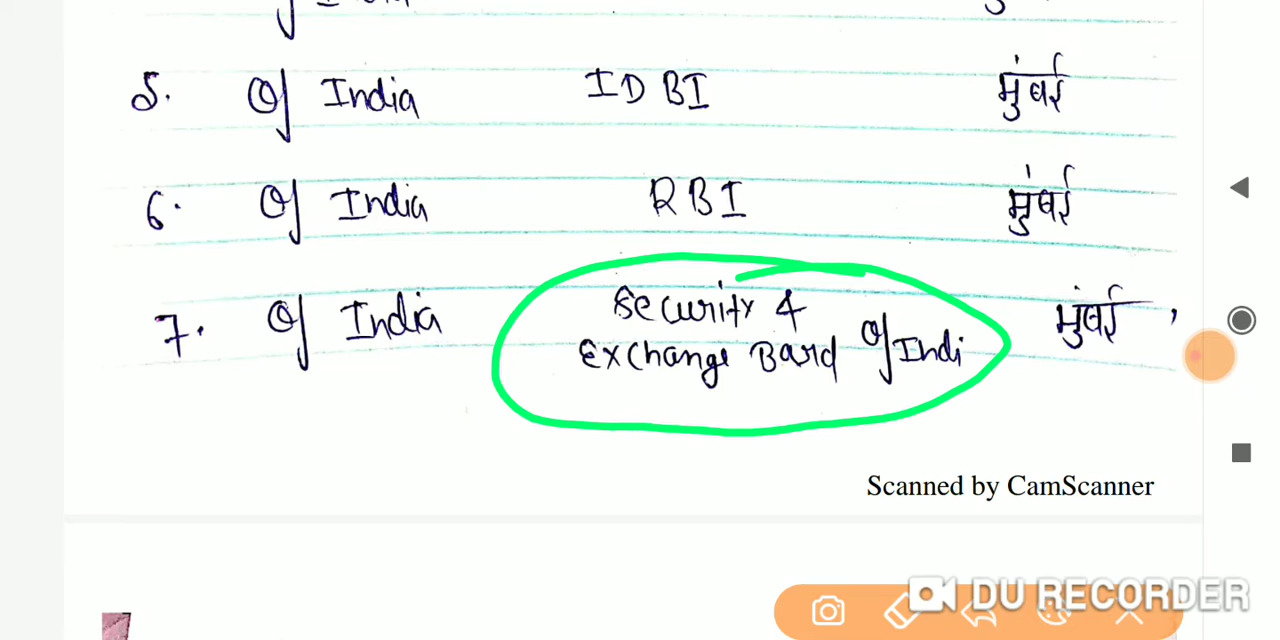 5. Of India IDBI मुंबई
6. Of India RBI मुंबई
7. Of India Security & मुंबई,
Exchange Bard Of Indi
Scanned by CamScanner
DU RECORDER